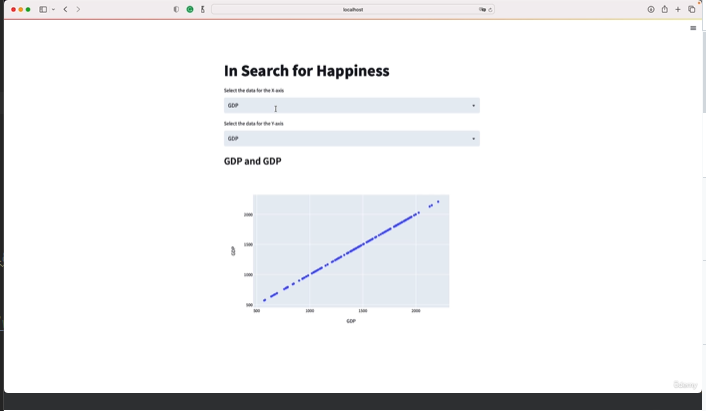 localhost
In Search for Happiness
Select the data for the X-axis
GDP
Select the data for the Y-axis
GDP
GDP and GDP
2000
1500
1000
500
GDP
500 1000 1500 2000
GDP
Udemy